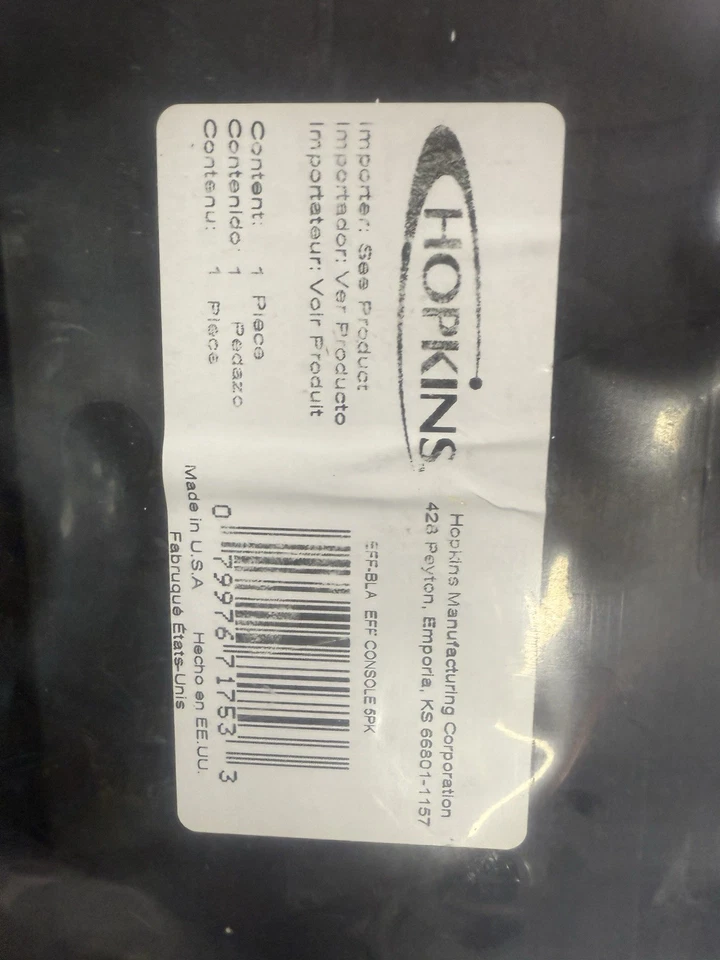 HOPKINS
Hopkins Manufacturing Corporation
428 Peyton, Emporia, KS 66801-1157
Importer: See Product
Importador: Ver Producto
Importateur: Voir Produit
EFF-BLA EFF CONSOLE 5PK
Content: 1 Piece
Contenido: 1 Pedazo
Contenu: 1 Piece
0 79976 71753 3
Made in U.S.A Hecho en EE.UU.
Fabruqué États-Unis